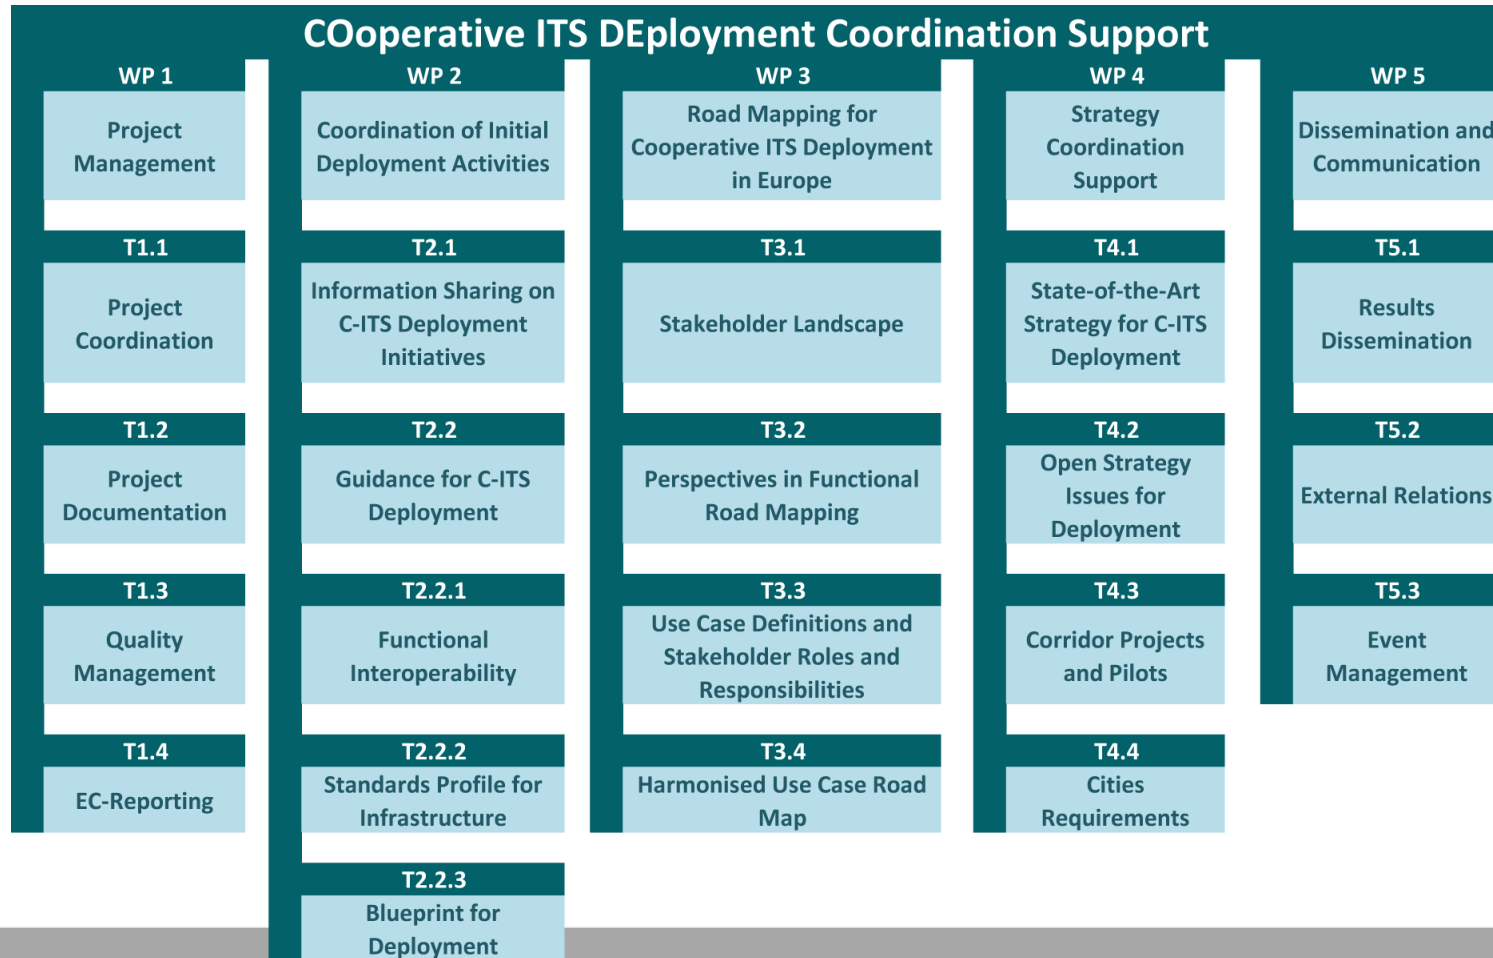 COoperative ITS DEployment Coordination Support
WP 1
Project
Management
T1.1
Project
Coordination
T1.2
Project
Documentation
T1.3
Quality
Management
T1.4
EC-Reporting
WP 2
Coordination of Initial
Deployment Activities
T2.1
Information Sharing on
C-ITS Deployment
Initiatives
T2.2
Guidance for C-ITS
Deployment
T2.2.1
Functional
Interoperability
T2.2.2
Standards Profile for
Infrastructure
T2.2.3
Blueprint for
Deployment
WP 3
Road Mapping for
Cooperative ITS Deployment
in Europe
T3.1
Stakeholder Landscape
T3.2
Perspectives in Functional
Road Mapping
T3.3
Use Case Definitions and
Stakeholder Roles and
Responsibilities
T3.4
Harmonised Use Case Road
Map
WP 4
Strategy
Coordination
Support
T4.1
State-of-the-Art
Strategy for C-ITS
Deployment
T4.2
Open Strategy
Issues for
Deployment
T4.3
Corridor Projects
and Pilots
T4.4
Cities
Requirements
WP 5
Dissemination and
Communication
T5.1
Results
Dissemination
T5.2
External Relations
T5.3
Event
Management